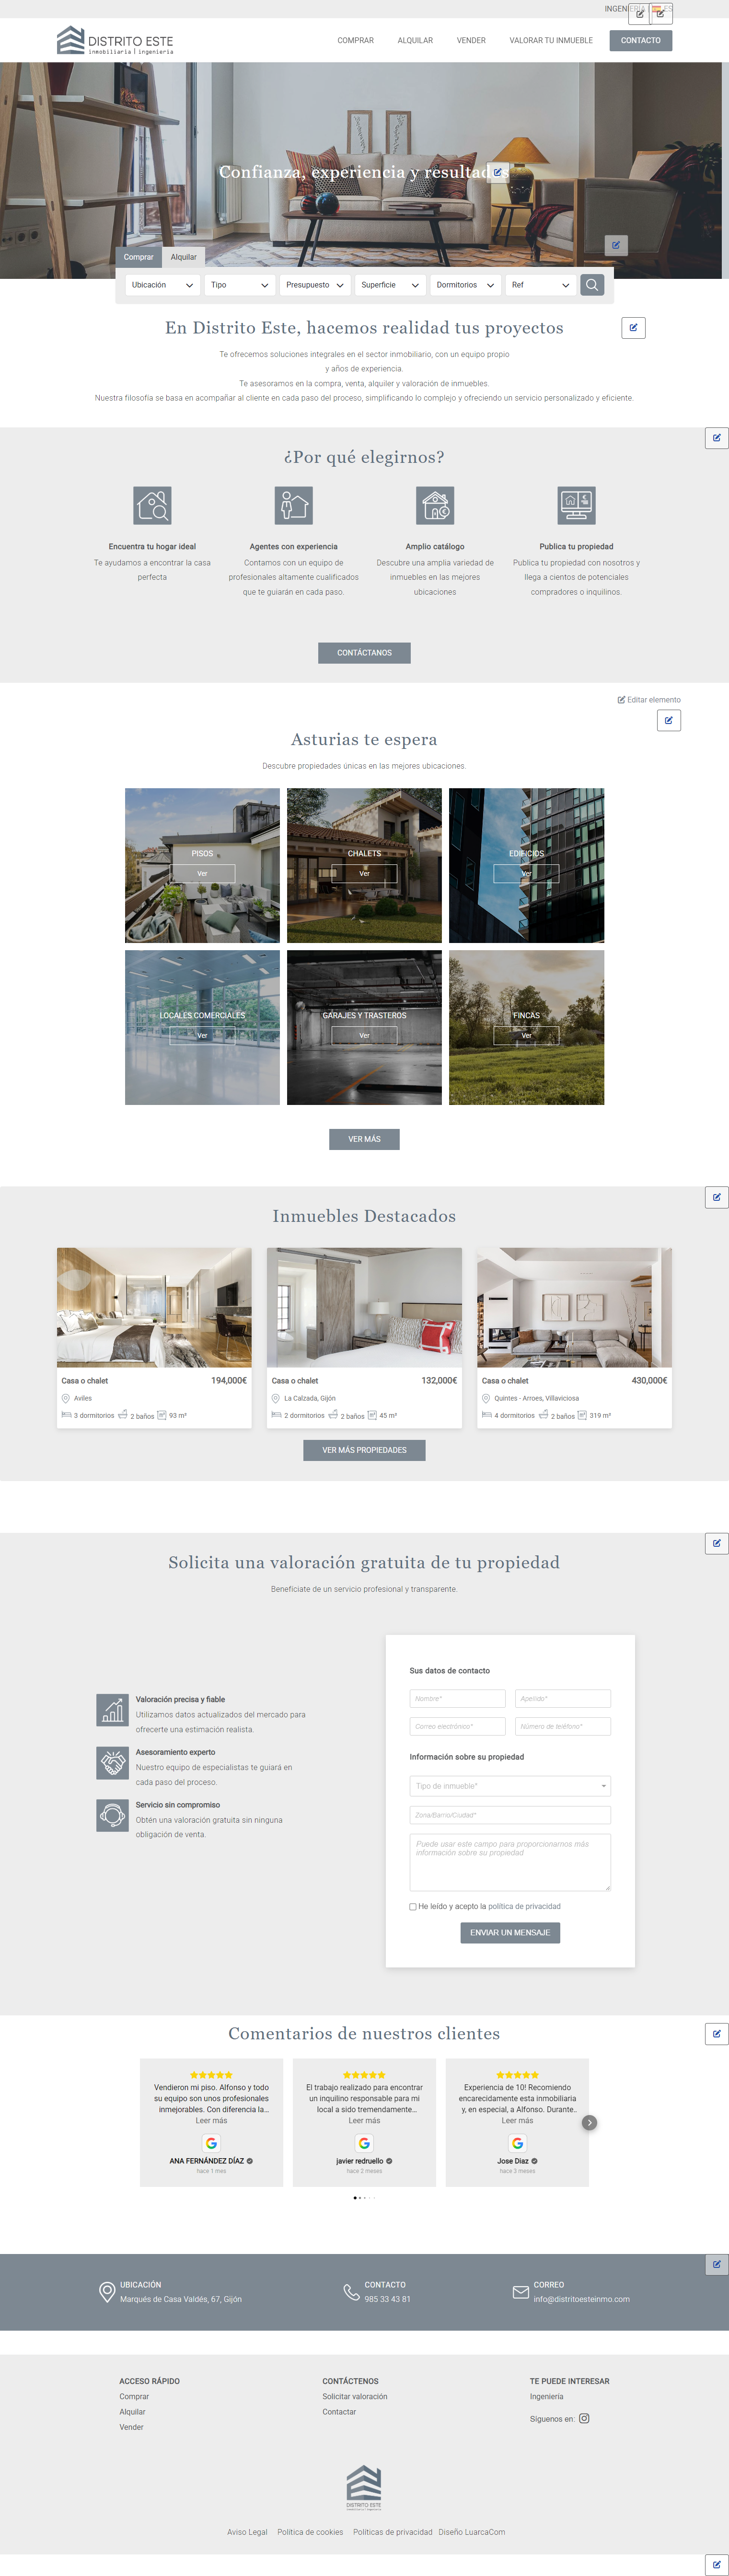 INGENIERÍA ES
DISTRITO ESTE
inmobiliaria | ingeniería
COMPRAR ALQUILAR VENDER VALORAR TU INMUEBLE CONTACTO
Confianza, experiencia y resultados
Comprar Alquilar
Ubicación Tipo Presupuesto Superficie Dormitorios Ref
En Distrito Este, hacemos realidad tus proyectos
Te ofrecemos soluciones integrales en el sector inmobiliario, con un equipo propio
y años de experiencia.
Te asesoramos en la compra, venta, alquiler y valoración de inmuebles.
Nuestra filosofía se basa en acompañar al cliente en cada paso del proceso, simplificando lo complejo y ofreciendo un servicio personalizado y eficiente.
¿Por qué elegirnos?
Encuentra tu hogar ideal
Te ayudamos a encontrar la casa
perfecta
Agentes con experiencia
Contamos con un equipo de
profesionales altamente cualificados
que te guiarán en cada paso.
Amplio catálogo
Descubre una amplia variedad de
inmuebles en las mejores
ubicaciones
Publica tu propiedad
Publica tu propiedad con nosotros y
llega a cientos de potenciales
compradores o inquilinos.
CONTÁCTANOS
Editar elemento
Asturias te espera
Descubre propiedades únicas en las mejores ubicaciones.
PISOS
Ver
CHALETS
Ver
EDIFICIOS
Ver
LOCALES COMERCIALES
Ver
GARAJES Y TRASTEROS
Ver
FINCAS
Ver
VER MÁS
Inmuebles Destacados
Casa o chalet 194,000€
Aviles
3 dormitorios 2 baños 93 m²
Casa o chalet 132,000€
La Calzada, Gijón
2 dormitorios 2 baños 45 m²
Casa o chalet 430,000€
Quintes - Arroes, Villaviciosa
4 dormitorios 2 baños 319 m²
VER MÁS PROPIEDADES
Solicita una valoración gratuita de tu propiedad
Benefíciate de un servicio profesional y transparente.
Valoración precisa y fiable
Utilizamos datos actualizados del mercado para
ofrecerte una estimación realista.
Asesoramiento experto
Nuestro equipo de especialistas te guiará en
cada paso del proceso.
Servicio sin compromiso
Obtén una valoración gratuita sin ninguna
obligación de venta.
Sus datos de contacto
Nombre* Apellido*
Correo electrónico* Número de teléfono*
Información sobre su propiedad
Tipo de inmueble*
Zona/Barrio/Ciudad*
Puede usar este campo para proporcionarnos más
información sobre su propiedad
He leído y acepto la política de privacidad
ENVIAR UN MENSAJE
Comentarios de nuestros clientes
Vendieron mi piso. Alfonso y todo
su equipo son unos profesionales
inmejorables. Con diferencia la...
Leer más
ANA FERNÁNDEZ DÍAZ
hace 1 mes
El trabajo realizado para encontrar
un inquilino responsable para mi
local a sido tremendamente...
Leer más
javier redruello
hace 2 meses
Experiencia de 10! Recomiendo
encarecidamente esta inmobiliaria
y, en especial, a Alfonso. Durante..
Leer más
Jose Diaz
hace 3 meses
UBICACIÓN
Marqués de Casa Valdés, 67, Gijón
CONTACTO
985 33 43 81
CORREO
info@distritoesteinmo.com
ACCESO RÁPIDO
Comprar
Alquilar
Vender
CONTÁCTENOS
Solicitar valoración
Contactar
TE PUEDE INTERESAR
Ingeniería
Síguenos en:
DISTRITO ESTE
Aviso Legal Política de cookies Políticas de privacidad Diseño LuarcaCom